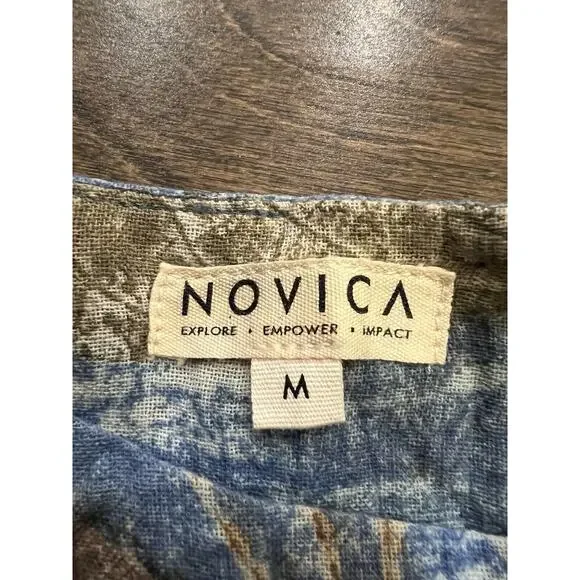 NOVICA
EXPLORE • EMPOWER • IMPACT
M